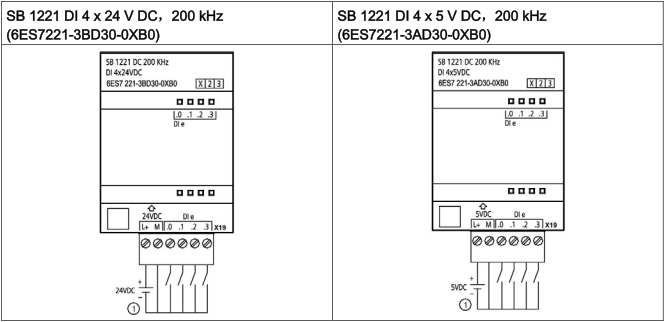 SB 1221 DI 4 x 24 V DC，200 kHz
(6ES7221-3BD30-0XB0)
SB 1221 DC 200 KHz
DI 4x24VDC
6ES7 221-3BD30-0XB0 X 2 3
.0 .1 .2 .3
DI e
24VDC DI e
L+ M .0 .1 .2 .3 X19
+
24VDC
−
1
SB 1221 DI 4 x 5 V DC，200 kHz
(6ES7221-3AD30-0XB0)
SB 1221 DC 200 KHz
DI 4x5VDC
6ES7 221-3AD30-0XB0 X 2 3
.0 .1 .2 .3
DI e
5VDC DI e
L+ M .0 .1 .2 .3 X19
+
5VDC
−
1